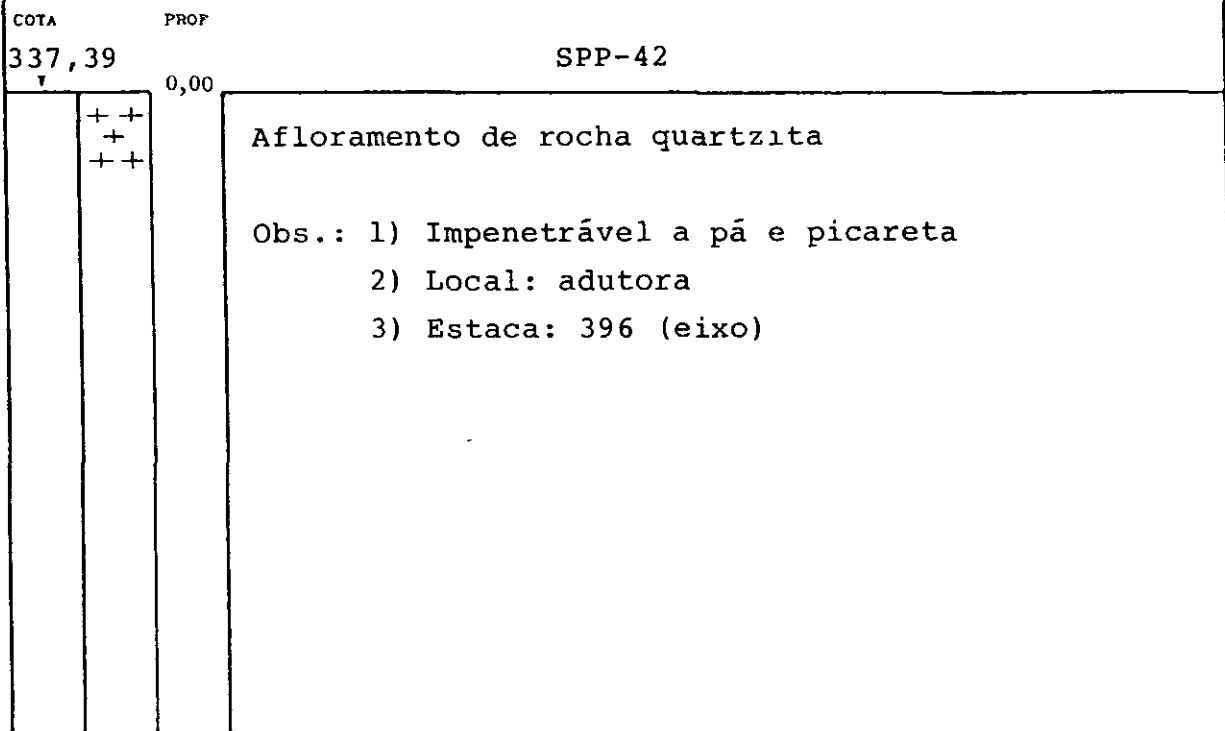 COTA PROF
337,39 SPP-42
0,00
Afloramento de rocha quartzıta
Obs.: 1) Impenetrável a pá e picareta
2) Local: adutora
3) Estaca: 396 (eixo)